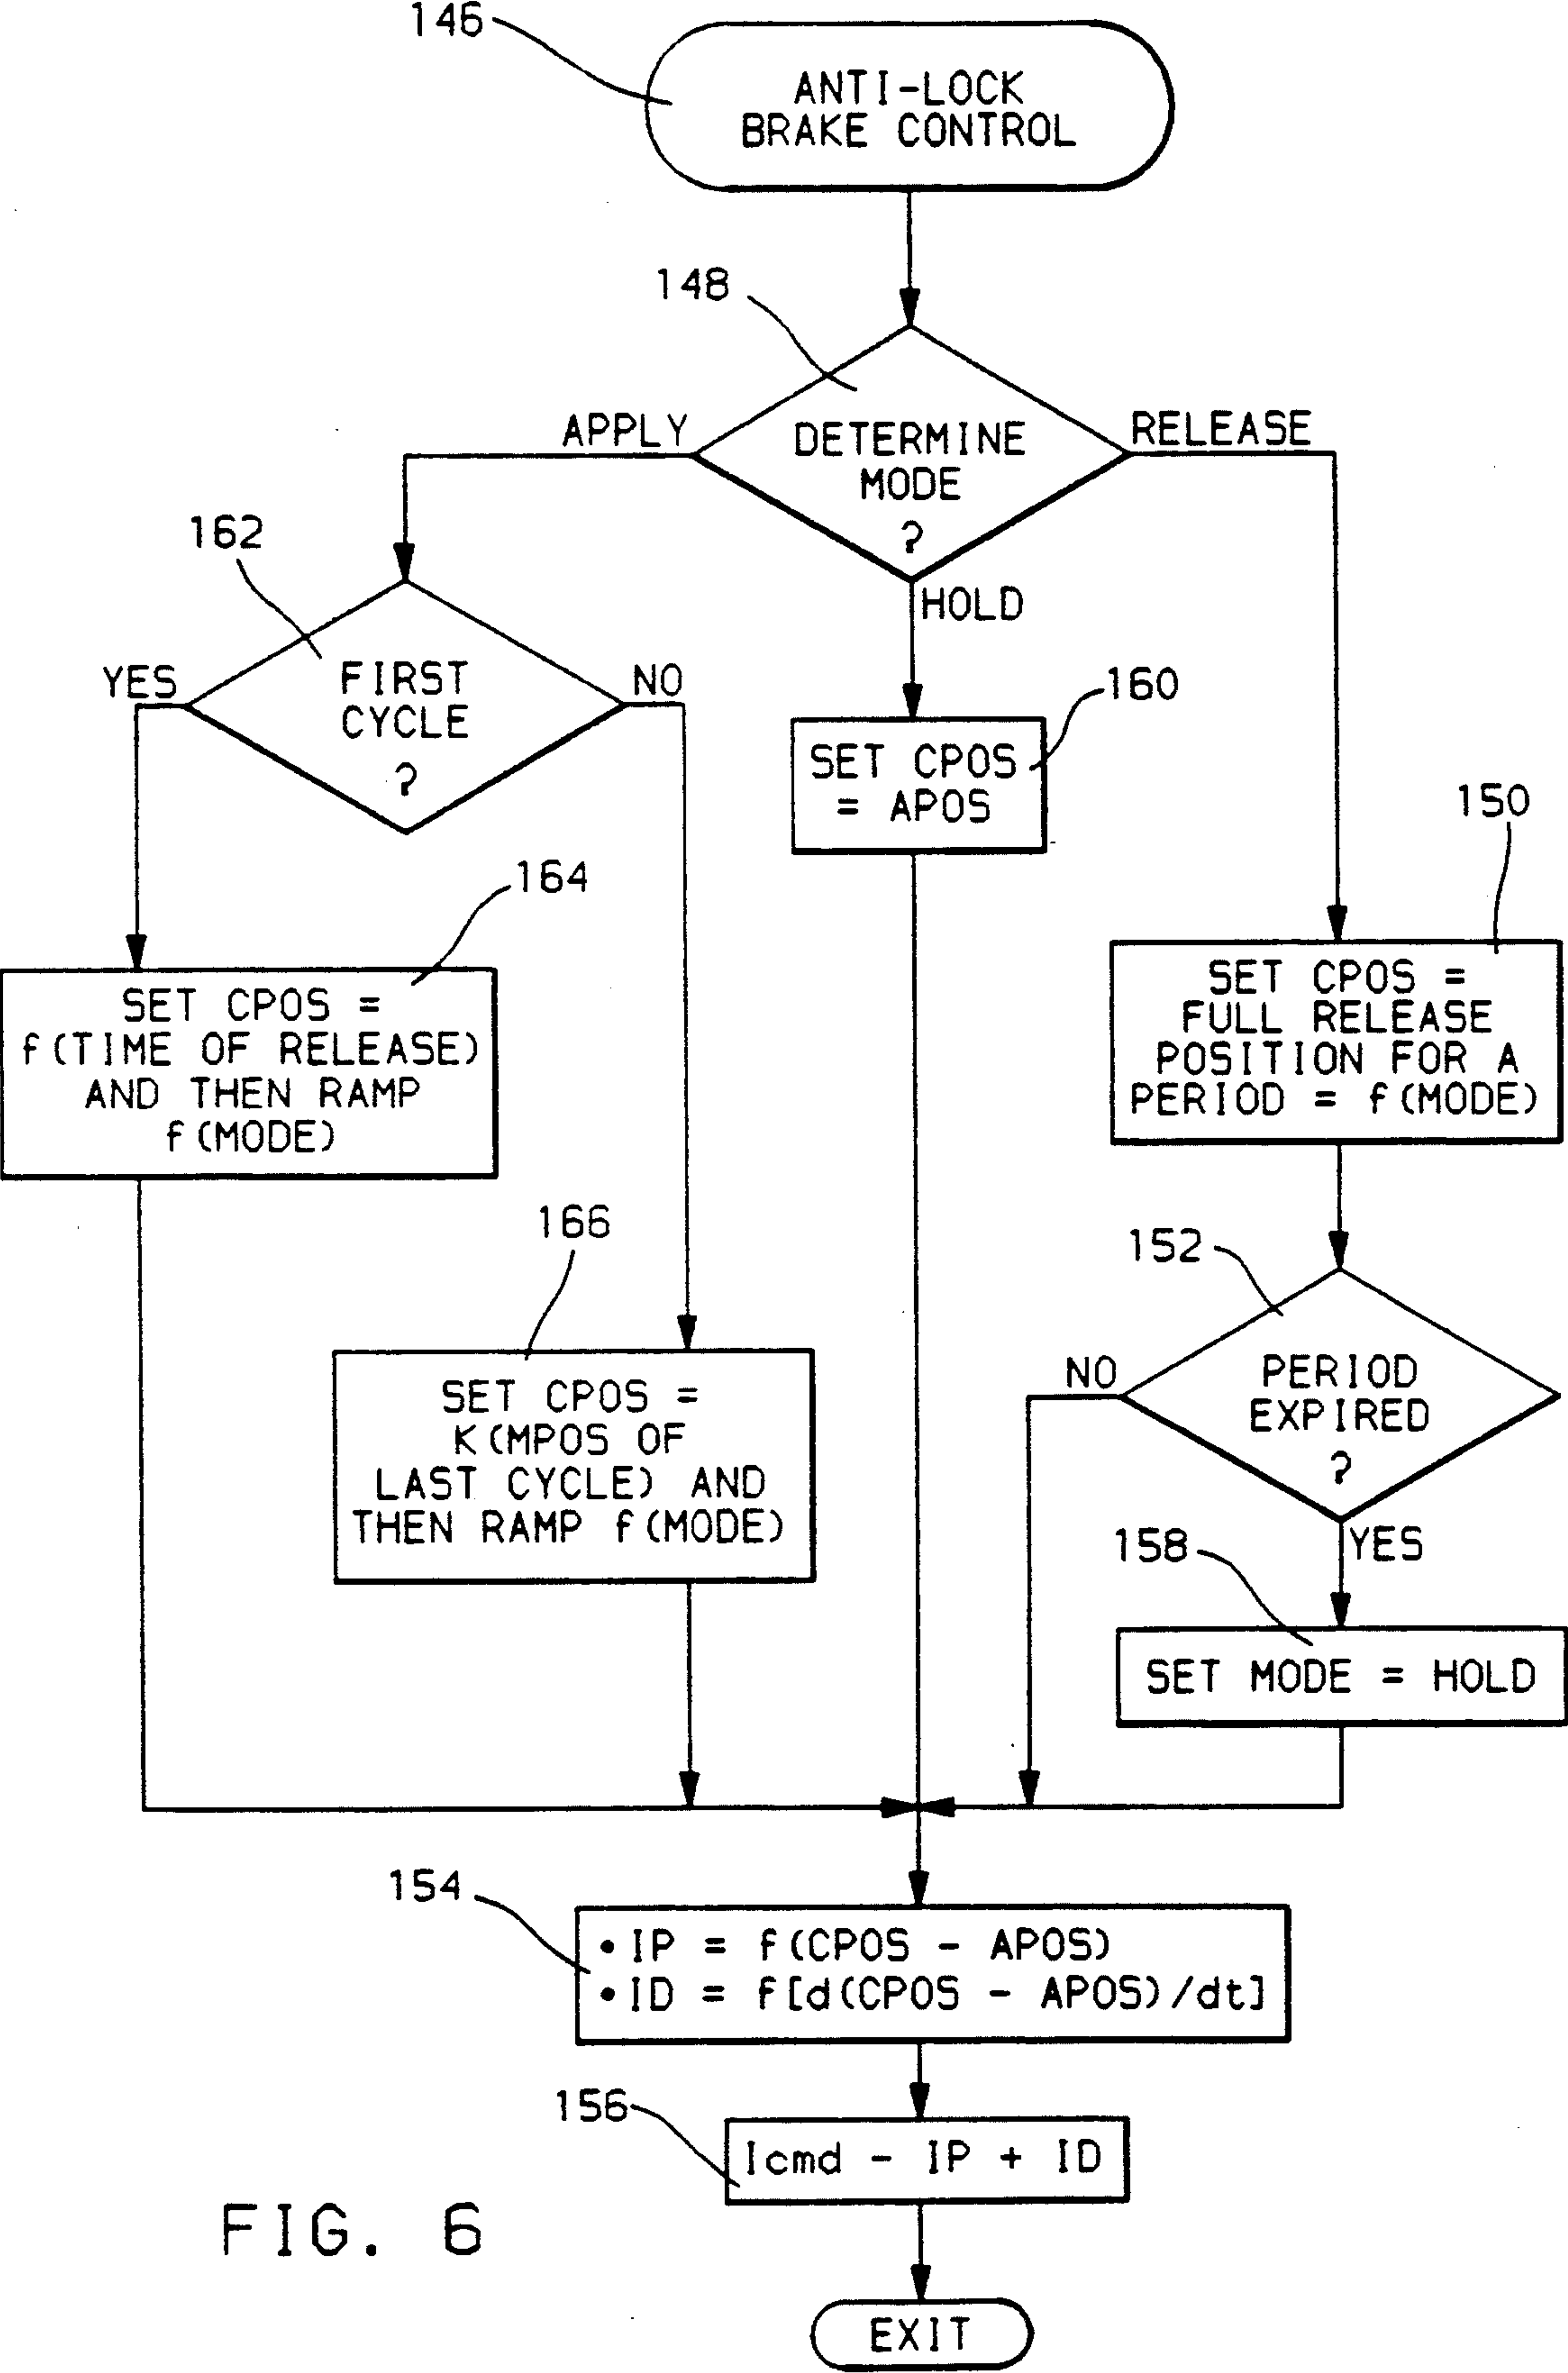 146
ANTI-LOCK
BRAKE CONTROL
148
APPLY
DETERMINE
MODE
?
RELEASE
HOLD
162
YES
FIRST
CYCLE
?
NO
160
SET CPOS
= APOS
150
164
SET CPOS =
f(TIME OF RELEASE)
AND THEN RAMP
f(MODE)
SET CPOS =
FULL RELEASE
POSITION FOR A
PERIOD = f(MODE)
166
SET CPOS =
K(MPOS OF
LAST CYCLE) AND
THEN RAMP f(MODE)
152
NO
PERIOD
EXPIRED
?
YES
158
SET MODE = HOLD
154
• IP = f(CPOS - APOS)
• ID = f[d(CPOS - APOS)/dt]
156
Icmd - IP + ID
FIG. 6
EXIT